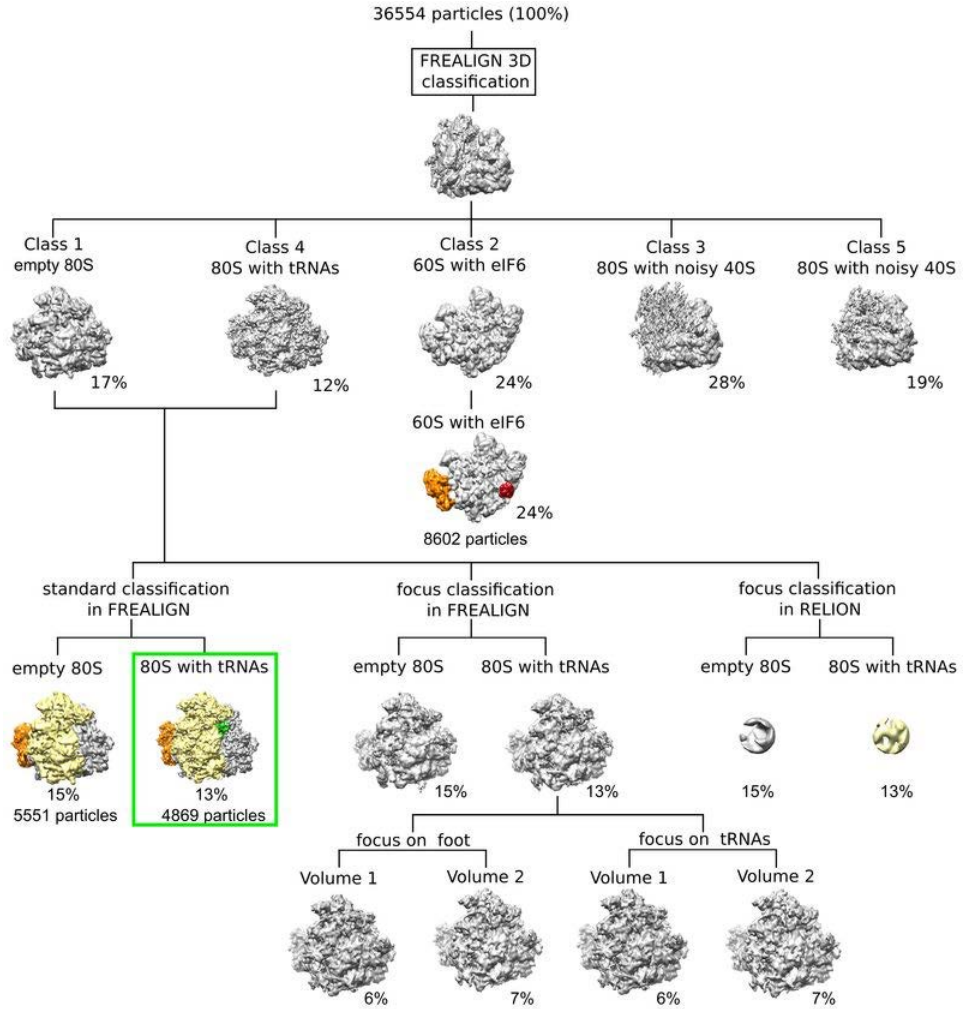 36554 particles (100%)
FREALIGN 3D
classification
Class 1
empty 80S
Class 4
80S with tRNAs
Class 2
60S with eIF6
Class 3
80S with noisy 40S
Class 5
80S with noisy 40S
17%
12%
24%
28%
19%
60S with eIF6
24%
8602 particles
standard classification
in FREALIGN
focus classification
in FREALIGN
focus classification
in RELION
empty 80S
80S with tRNAs
empty 80S
80S with tRNAs
empty 80S
80S with tRNAs
15%
5551 particles
13%
4869 particles
15%
13%
15%
13%
focus on foot
focus on tRNAs
Volume 1
Volume 2
Volume 1
Volume 2
6%
7%
6%
7%